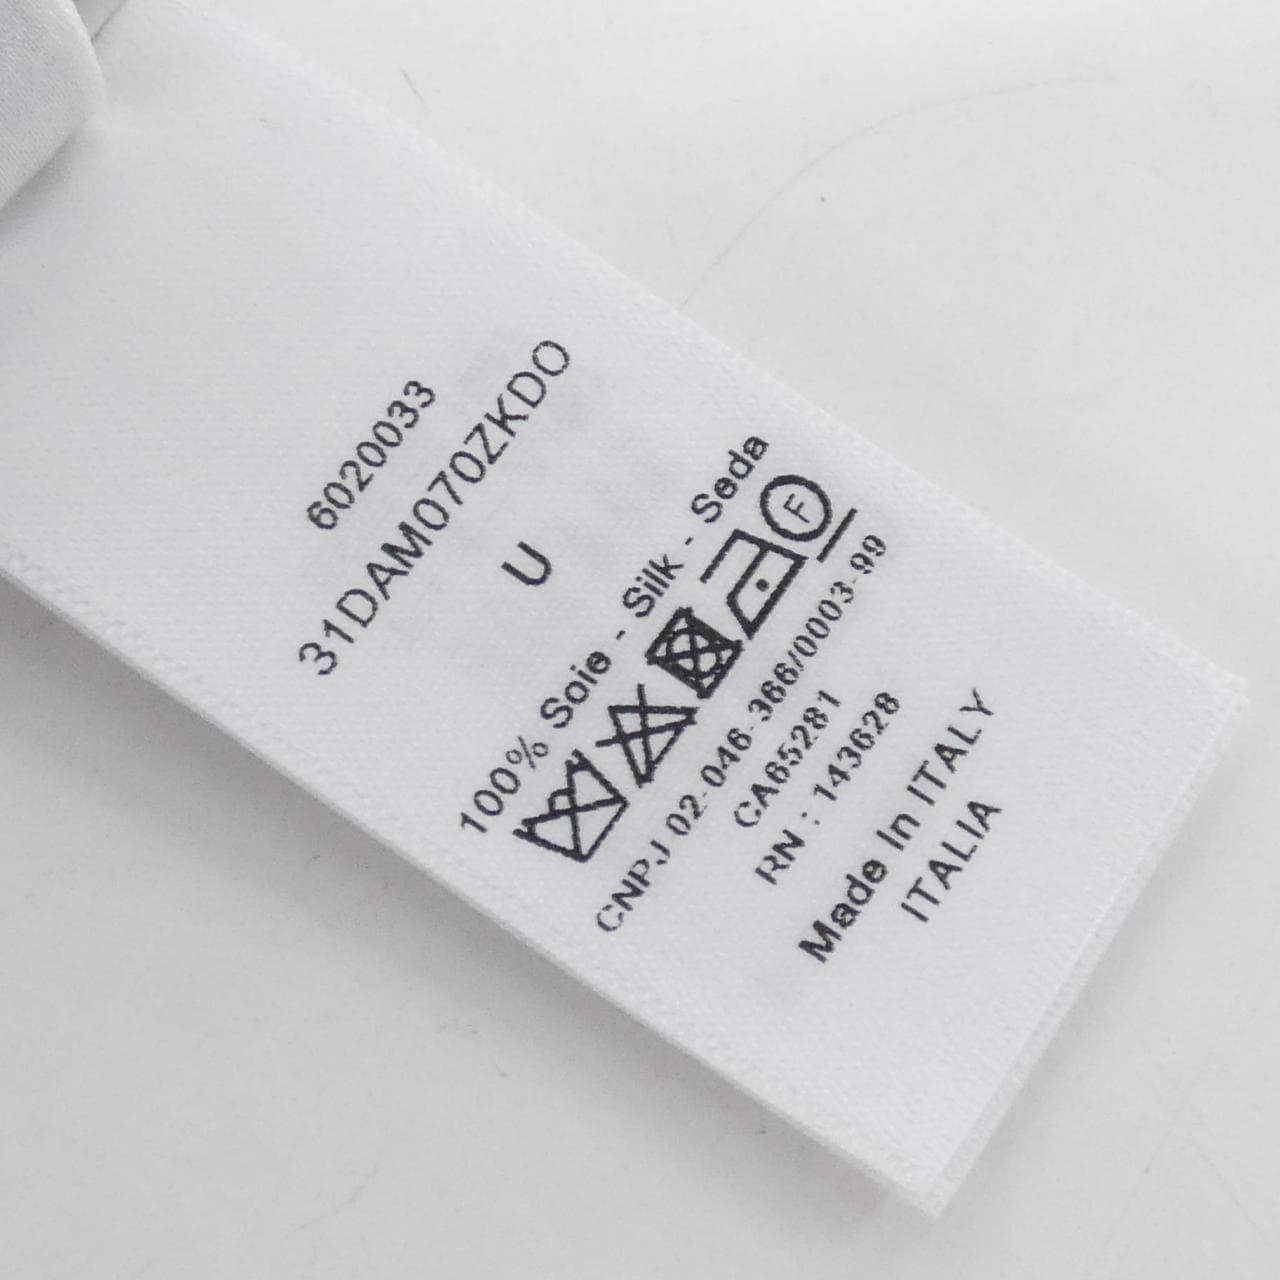 6020033
31DAM070ZKDO
U
100% Soie - Silk - Seda
F
CNPJ 02-046-366/0003-99
CA65281
RN : 143628
Made In ITALY
ITALIA